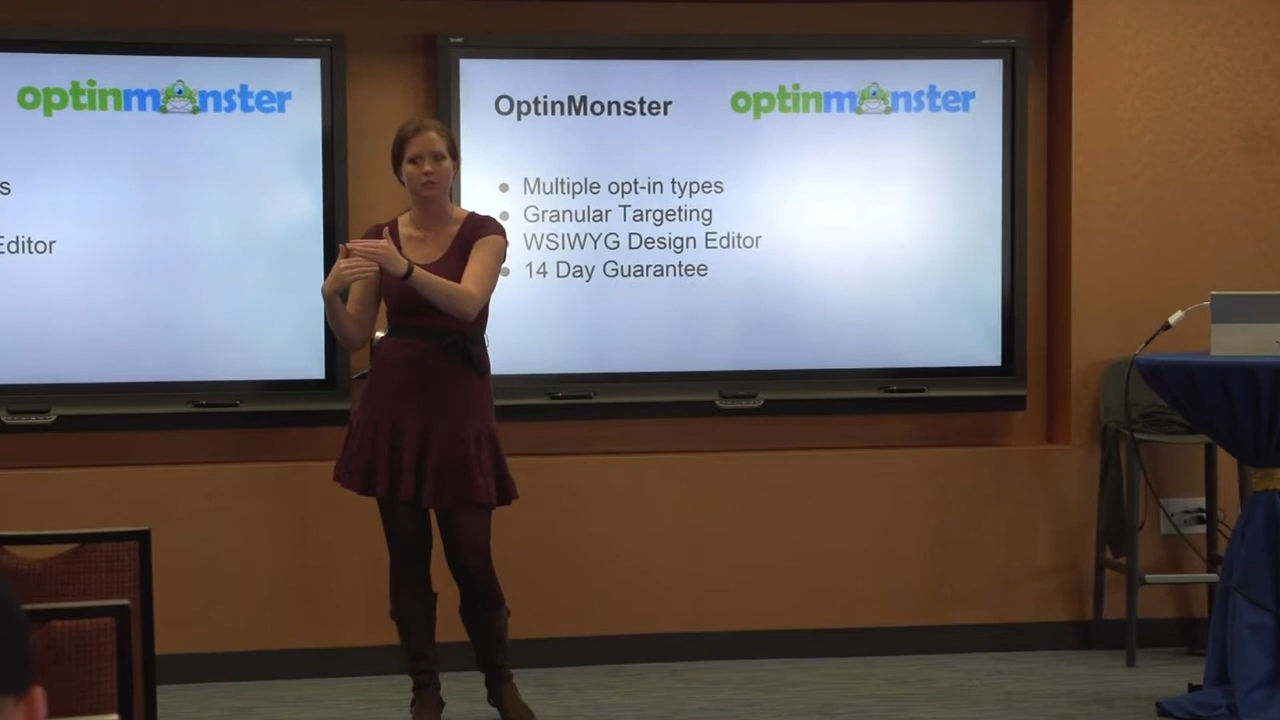 optinmonster
s
Editor
OptinMonster
optinmonster
Multiple opt-in types
Granular Targeting
WSIWYG Design Editor
14 Day Guarantee